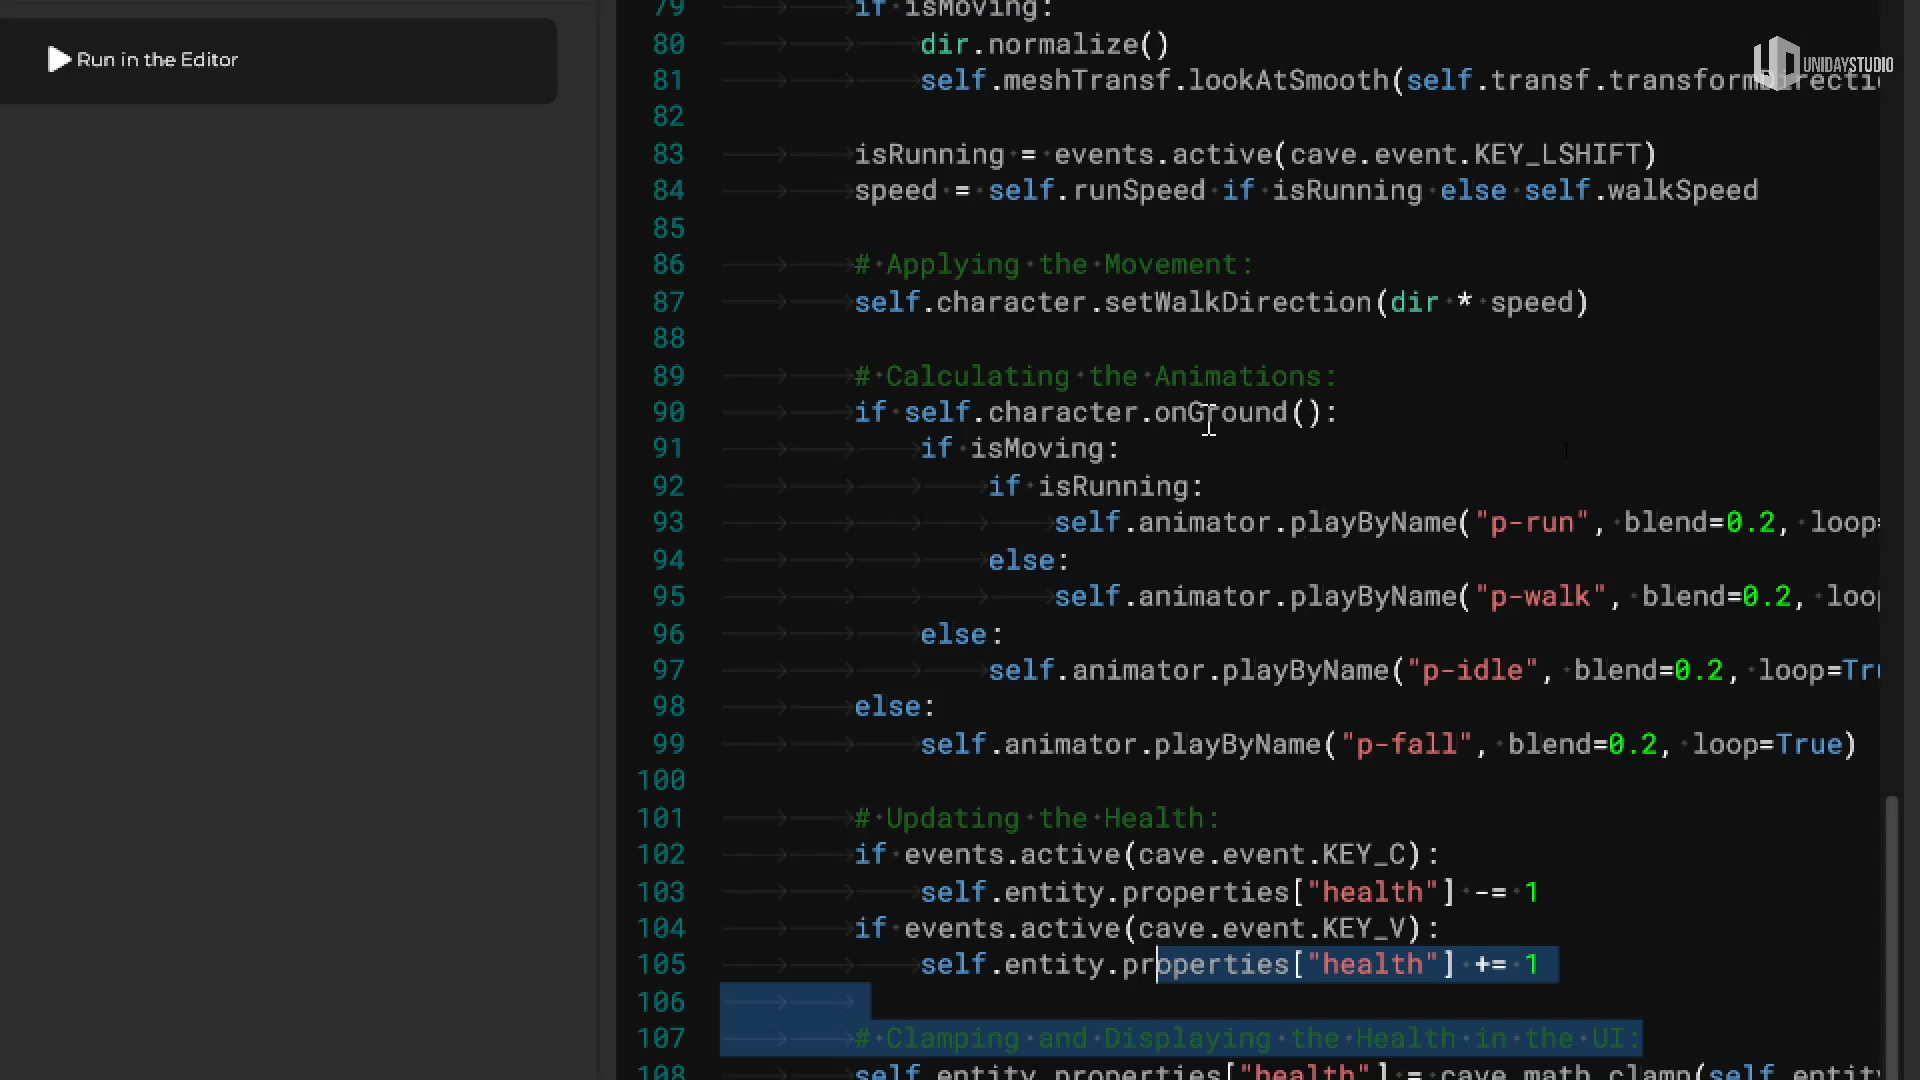 Run in the Editor
UNIDAYSTUDIO
79 if isMoving:
80 dir.normalize()
81 self.meshTransf.lookAtSmooth(self.transf.transformDirecti
82
83 isRunning = events.active(cave.event.KEY_LSHIFT)
84 speed = self.runSpeed if isRunning else self.walkSpeed
85
86 # Applying the Movement:
87 self.character.setWalkDirection(dir * speed)
88
89 # Calculating the Animations:
90 if self.character.onGround():
91 if isMoving:
92 if isRunning:
93 self.animator.playByName("p-run", blend=0.2, loop=
94 else:
95 self.animator.playByName("p-walk", blend=0.2, loop
96 else:
97 self.animator.playByName("p-idle", blend=0.2, loop=Tru
98 else:
99 self.animator.playByName("p-fall", blend=0.2, loop=True)
100
101 # Updating the Health:
102 if events.active(cave.event.KEY_C):
103 self.entity.properties["health"] -= 1
104 if events.active(cave.event.KEY_V):
105 self.entity.properties["health"] += 1
106
107 # Clamping and Displaying the Health in the UI:
108 self.entity.properties["health"] = cave.math.clamp(self.entity